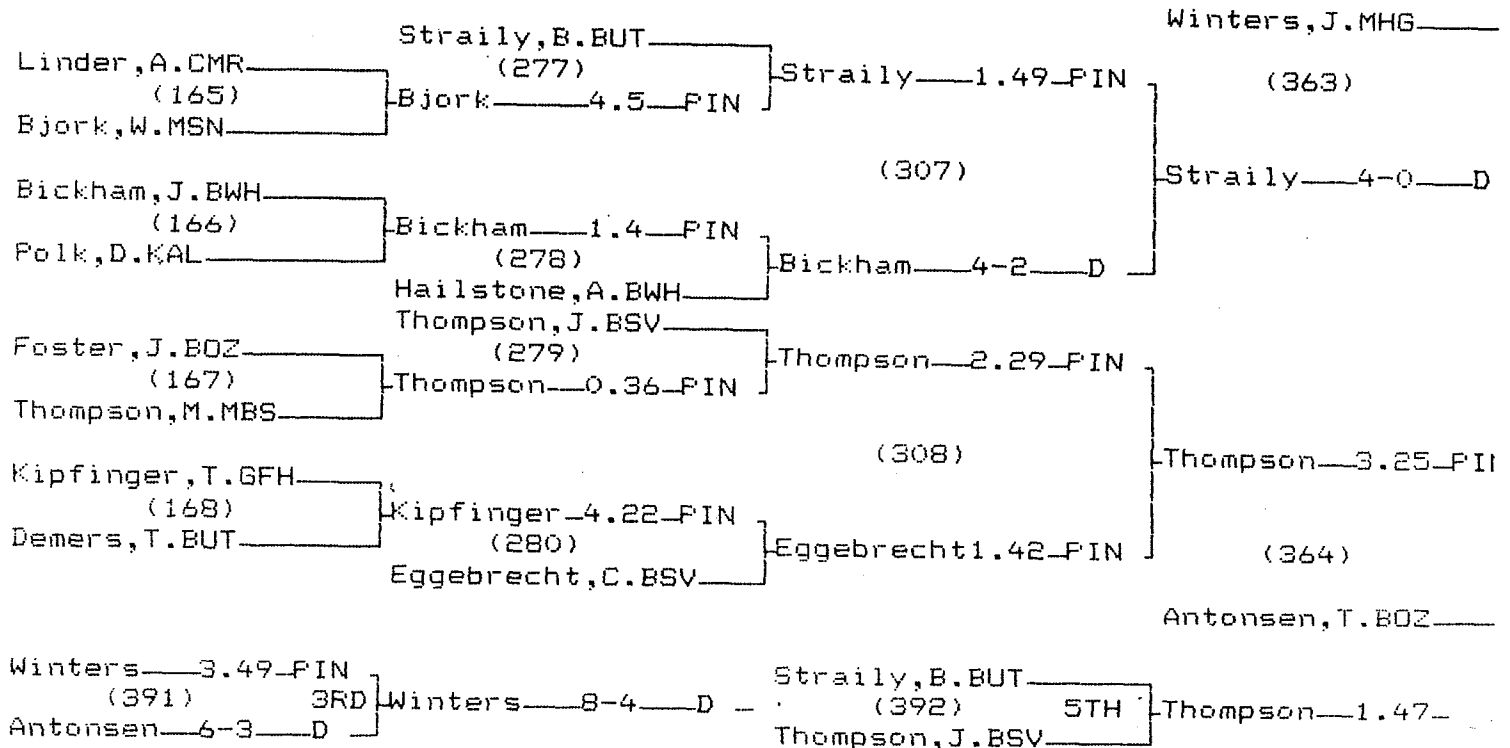 Winters,J.MHG
Straily,B.BUT
Linder,A.CMR
(277)
Straily 1.49 PIN
(363)
(165)
Bjork 4.5 PIN
Bjork,W.MSN
(307)
Straily 4-0 D
Bickham,J.BWH
(166)
Bickham 1.4 PIN
Polk,D.KAL
(278)
Bickham 4-2 D
Hailstone,A.BWH
Thompson,J.BSV
Foster,J.BOZ
(279)
Thompson 2.29 PIN
(167)
Thompson 0.36 PIN
Thompson,M.MBS
(308)
Thompson 3.25 PIN
Kipfinger,T.GFH
(168)
Kipfinger 4.22 PIN
Demers,T.BUT
(280)
Eggebrecht1.42 PIN
(364)
Eggebrecht,C.BSV
Antonsen,T.BOZ
Winters 3.49 PIN
Straily,B.BUT
(391) 3RD Winters 8-4 D
(392) 5TH Thompson 1.47
Antonsen 6-3 D
Thompson,J.BSV